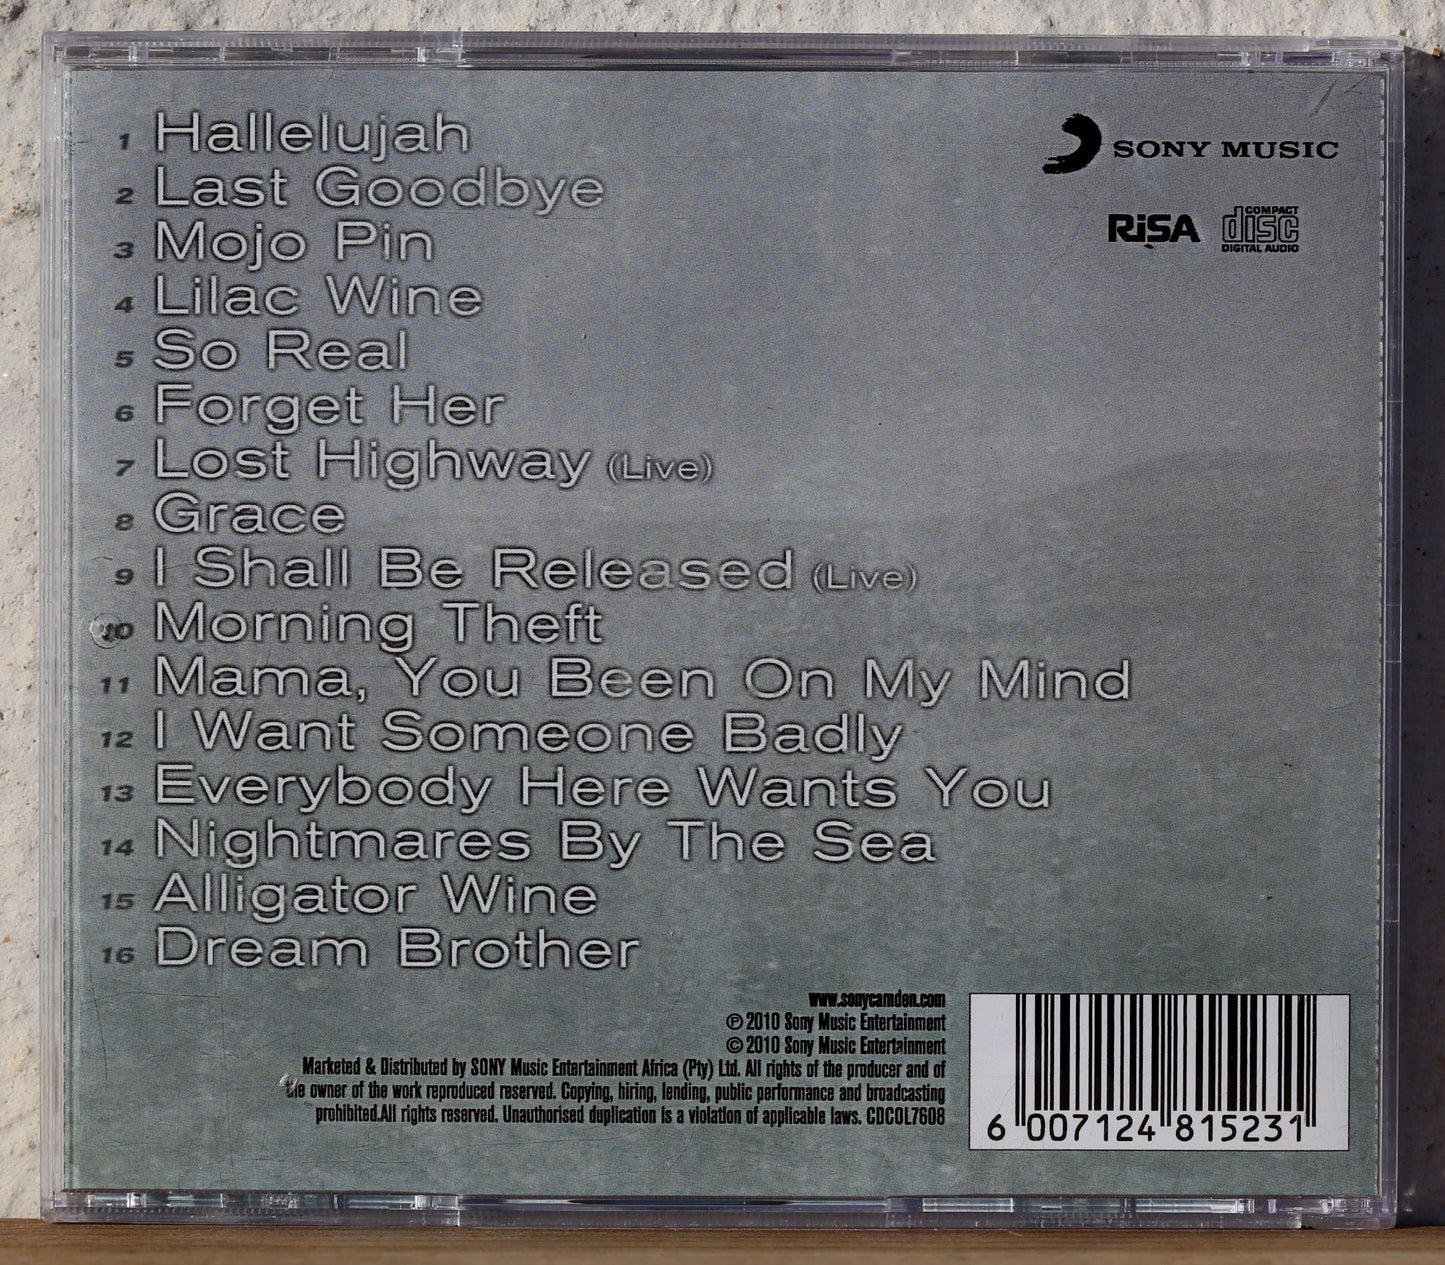 1 Hallelujah
2 Last Goodbye
3 Mojo Pin
4 Lilac Wine
5 So Real
6 Forget Her
7 Lost Highway (Live)
8 Grace
9 I Shall Be Released (Live)
10 Morning Theft
11 Mama, You Been On My Mind
12 I Want Someone Badly
13 Everybody Here Wants You
14 Nightmares By The Sea
15 Alligator Wine
16 Dream Brother
SONY MUSIC
RiSA
COMPACT
disc
DIGITAL AUDIO
www.sonycamden.com
℗ 2010 Sony Music Entertainment
© 2010 Sony Music Entertainment
Marketed & Distributed by SONY Music Entertainment Africa (Pty) Ltd. All rights of the producer and of
the owner of the work reproduced reserved. Copying, hiring, lending, public performance and broadcasting
prohibited.All rights reserved. Unauthorised duplication is a violation of applicable laws. CDCOL7608
6 007124 815231